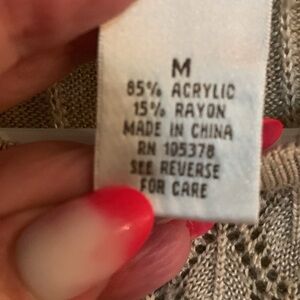 M
85% ACRYLIC
15% RAYON
MADE IN CHINA
RN 105378
SEE REVERSE
FOR CARE